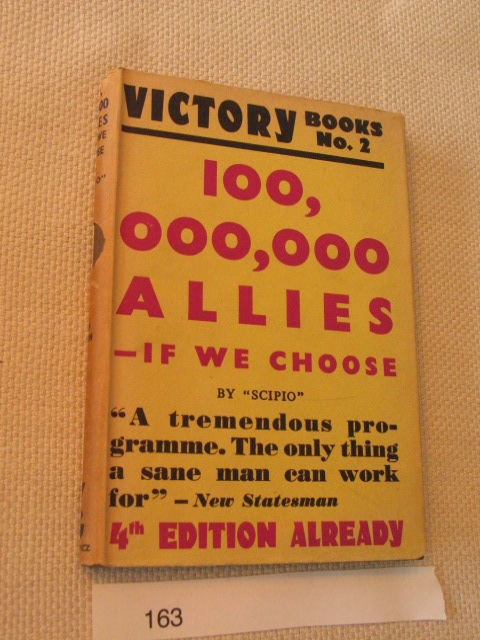 VICTORY BOOKS
No. 2
100,
000,000
ALLIES
—IF WE CHOOSE
BY "SCIPIO"
"A tremendous pro-
gramme. The only thing
a sane man can work
for" — New Statesman
4th EDITION ALREADY
163